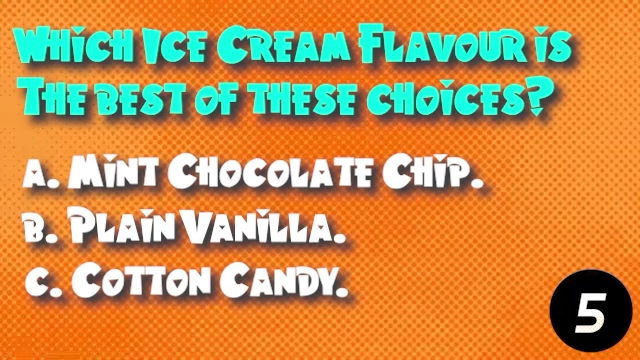 Which Ice Cream Flavour is
The best of these choices?
A. Mint Chocolate Chip.
B. Plain Vanilla.
C. Cotton Candy.
5